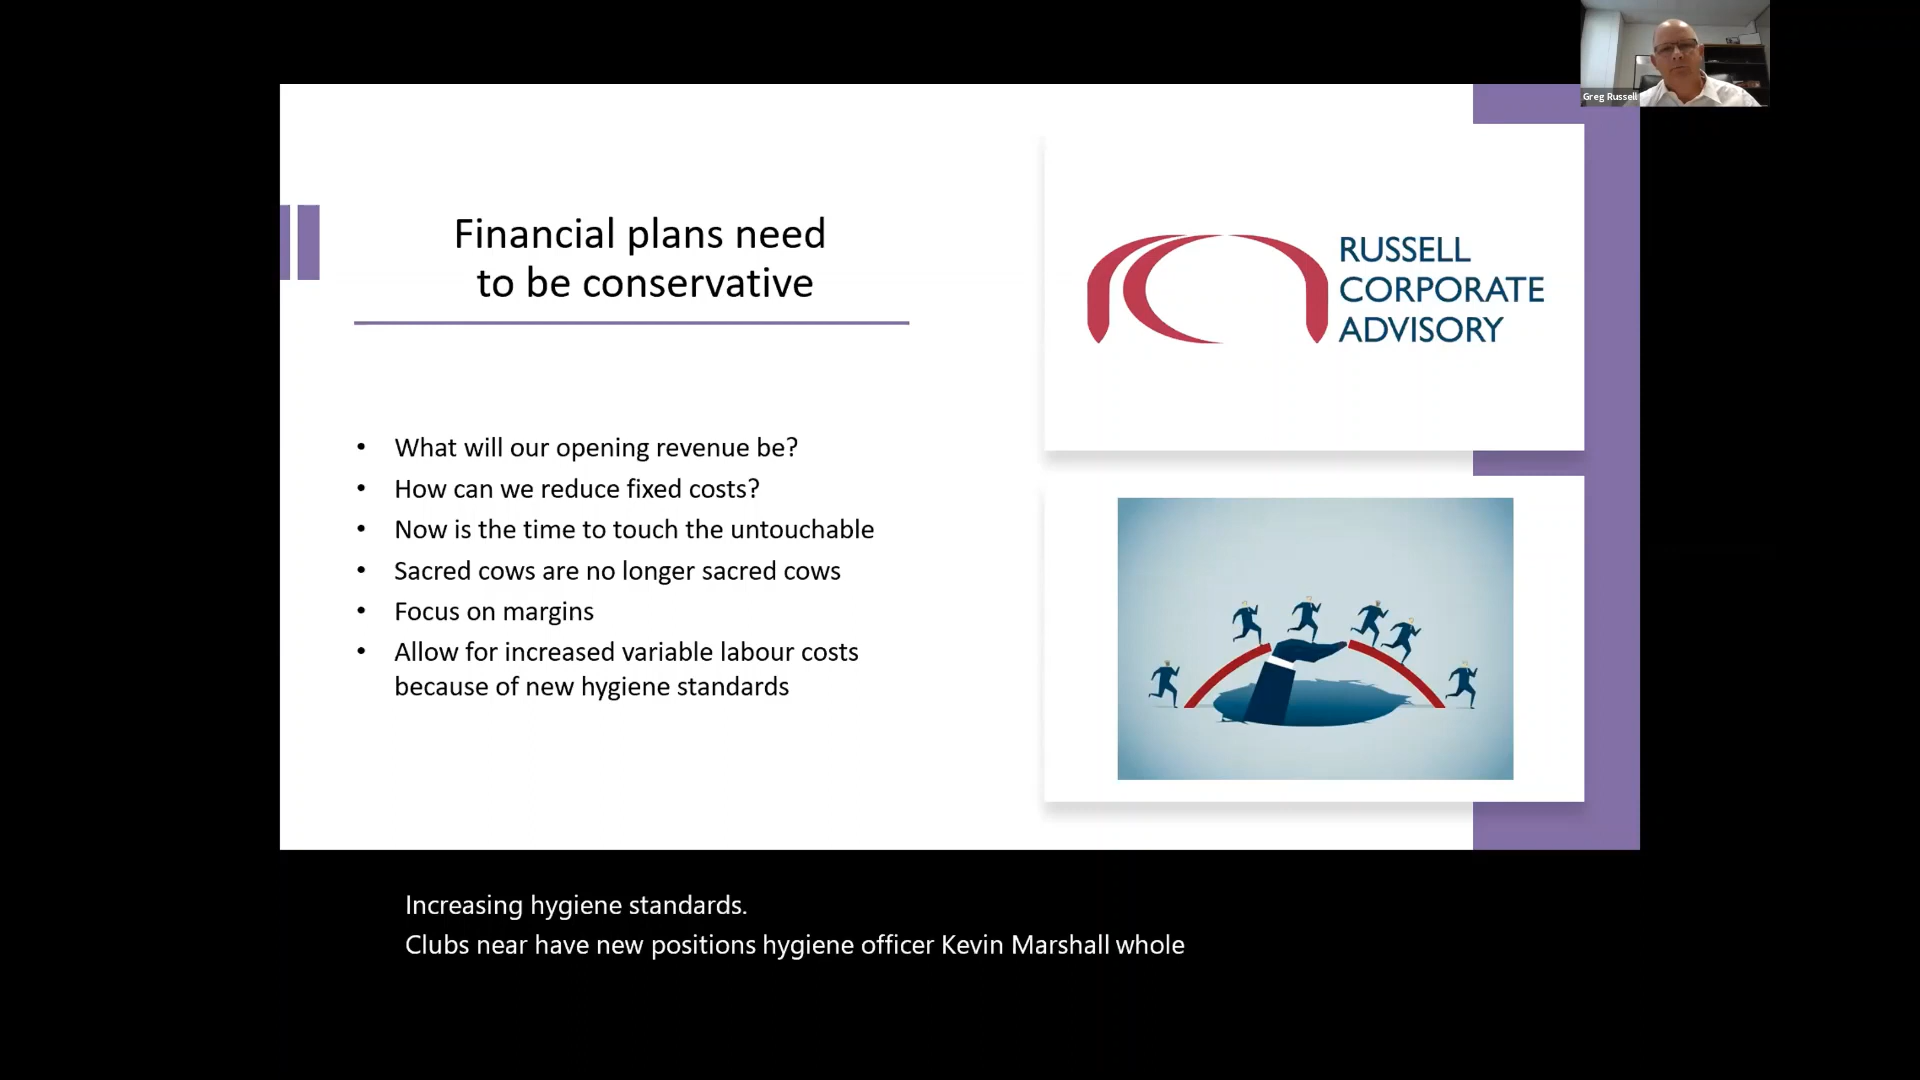 Greg Russell
Financial plans need
to be conservative
RUSSELL
CORPORATE
ADVISORY
• What will our opening revenue be?
• How can we reduce fixed costs?
• Now is the time to touch the untouchable
• Sacred cows are no longer sacred cows
• Focus on margins
• Allow for increased variable labour costs
because of new hygiene standards
Increasing hygiene standards.
Clubs near have new positions hygiene officer Kevin Marshall whole